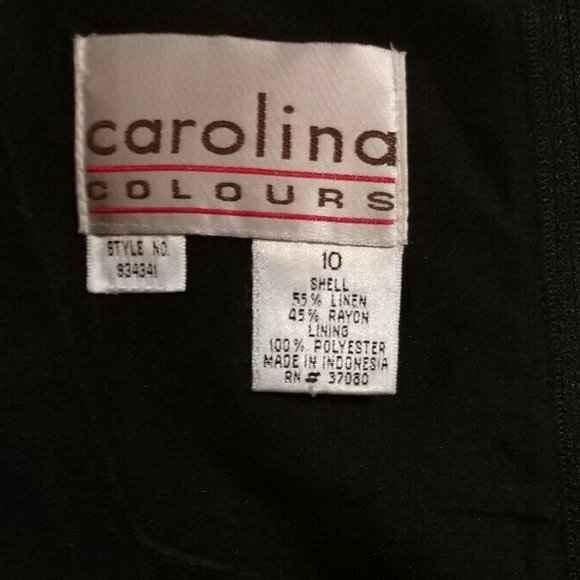 carolina
COLOURS
STYLE NO.
934341
10
SHELL
55% LINEN
45% RAYON
LINING
100% POLYESTER
MADE IN INDONESIA
RN # 37080